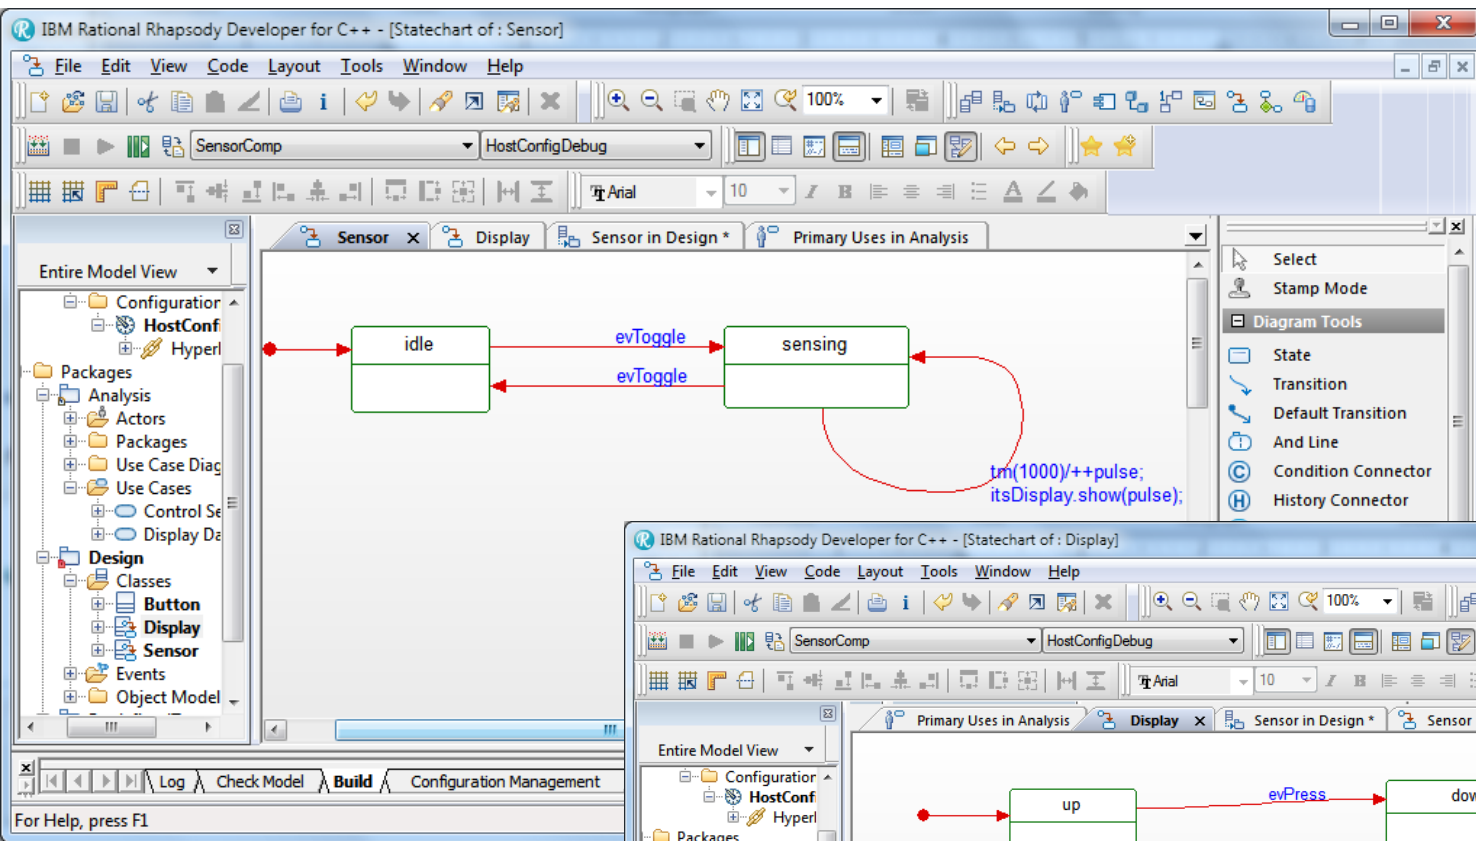 IBM Rational Rhapsody Developer for C++ - [Statechart of : Sensor]
File Edit View Code Layout Tools Window Help
100%
SensorComp HostConfigDebug
Arial 10
Sensor Display Sensor in Design * Primary Uses in Analysis
Entire Model View
Configuration
HostConf
Hyperl
Packages
Analysis
Actors
Packages
Use Case Diag
Use Cases
Control Se
Display Da
Design
Classes
Button
Display
Sensor
Events
Object Model
idle
evToggle
sensing
evToggle
tm(1000)/++pulse;
itsDisplay.show(pulse);
Select
Stamp Mode
Diagram Tools
State
Transition
Default Transition
And Line
Condition Connector
History Connector
Log Check Model Build Configuration Management
For Help, press F1
IBM Rational Rhapsody Developer for C++ - [Statechart of : Display]
File Edit View Code Layout Tools Window Help
100%
SensorComp HostConfigDebug
Arial 10
Primary Uses in Analysis Display Sensor in Design * Sensor
Entire Model View
Configuration
HostConf
Hyperl
Packages
up
evPress
dow